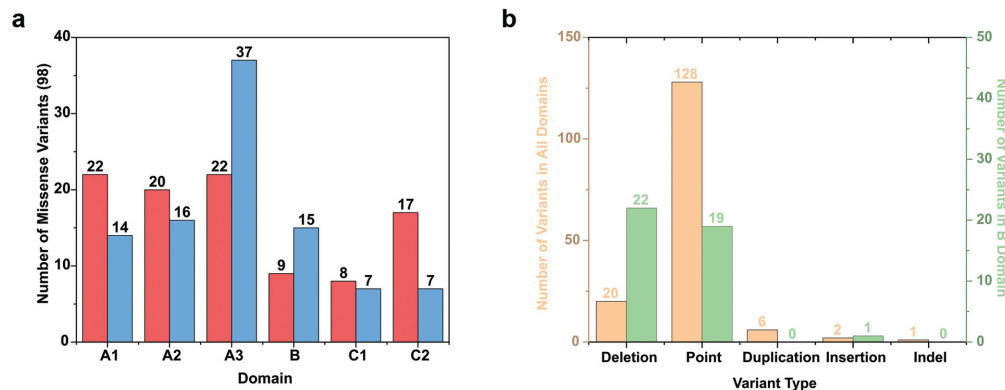 a
Number of Missense Variants (98)
40
30
20
10
0
22
14
20
16
22
37
9
15
8
7
17
7
A1
A2
A3
B
C1
C2
Domain
b
Number of Variants in All Domains
150
100
50
0
20
22
128
19
6
0
2
1
1
0
Deletion
Point
Duplication
Insertion
Indel
Variant Type
50
40
30
20
10
0
Number of Variants in B Domain